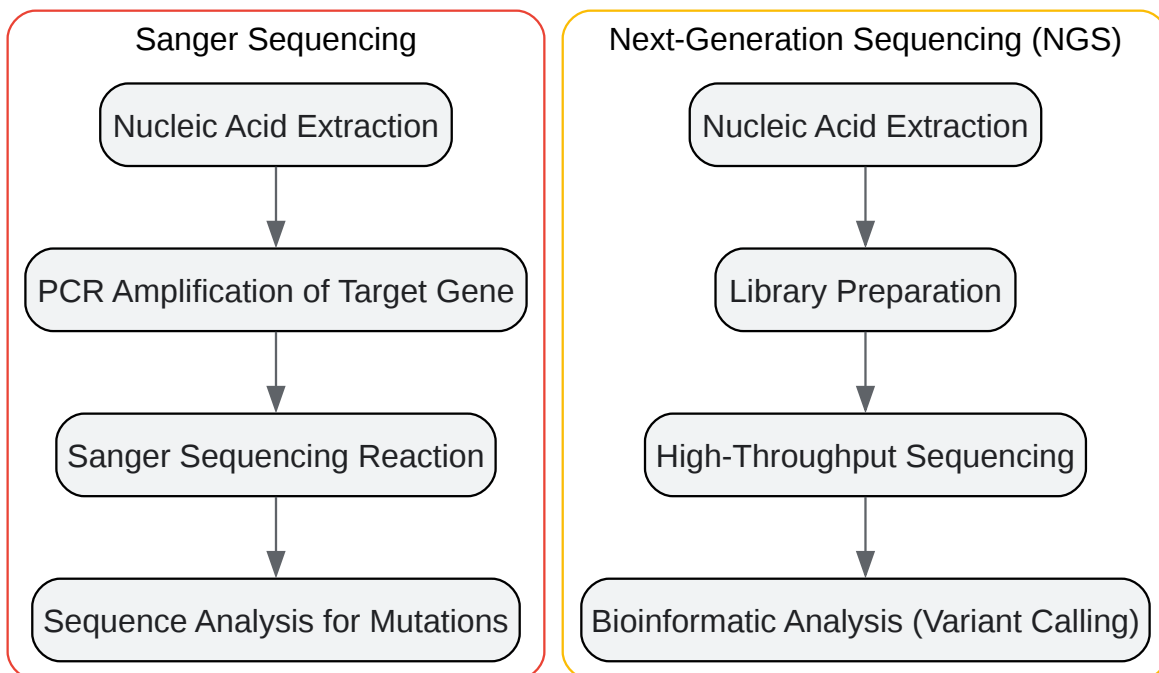 Sanger Sequencing
Nucleic Acid Extraction
PCR Amplification of Target Gene
Sanger Sequencing Reaction
Sequence Analysis for Mutations
Next-Generation Sequencing (NGS)
Nucleic Acid Extraction
Library Preparation
High-Throughput Sequencing
Bioinformatic Analysis (Variant Calling)